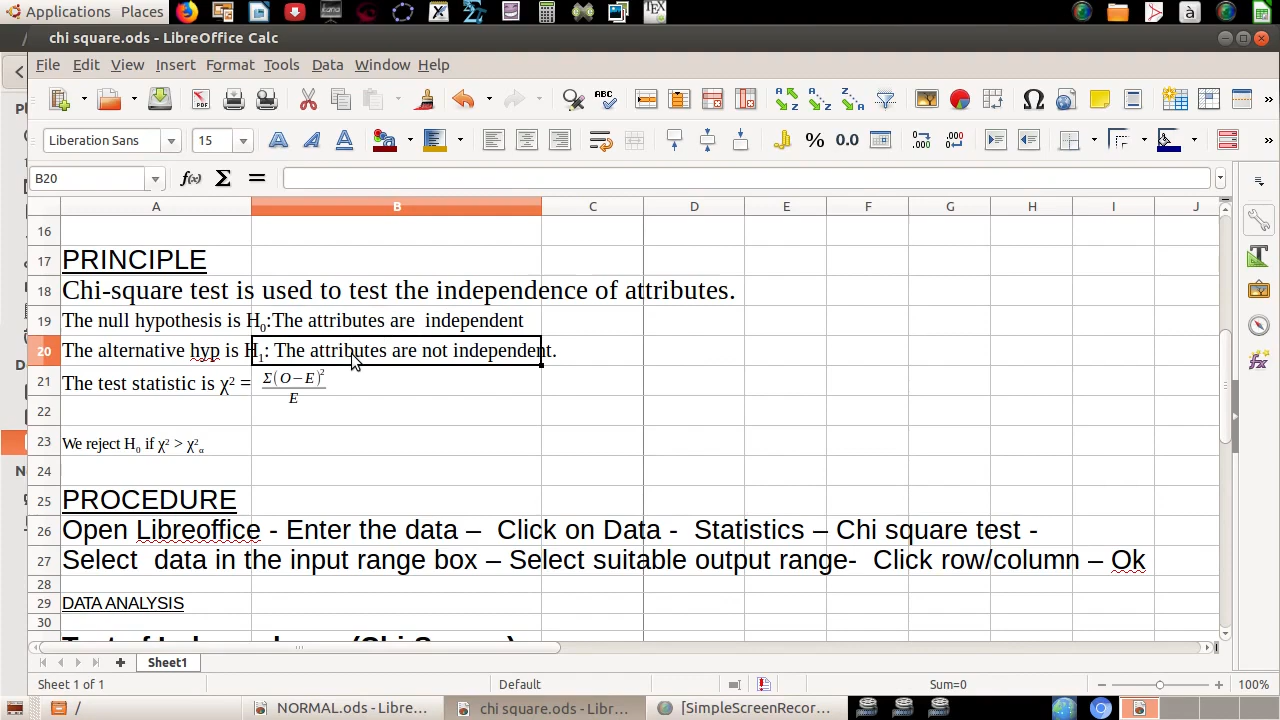 Applications Places
chi square.ods - LibreOffice Calc
File Edit View Insert Format Tools Data Window Help
Liberation Sans 15
B20
A B C D E F G H I J
16
17 PRINCIPLE
18 Chi-square test is used to test the independence of attributes.
19 The null hypothesis is H0:The attributes are independent
20 The alternative hyp is H1: The attributes are not independent.
21 The test statistic is χ² = Σ(O−E)²/E
22
23 We reject H0 if χ² > χ²α
24
25 PROCEDURE
26 Open Libreoffice - Enter the data – Click on Data - Statistics – Chi square test -
27 Select data in the input range box – Select suitable output range- Click row/column – Ok
28
29 DATA ANALYSIS
30
Sheet1
Sheet 1 of 1 Default Sum=0 100%
/ NORMAL.ods - Libre... chi square.ods - Libr... [SimpleScreenRecor...